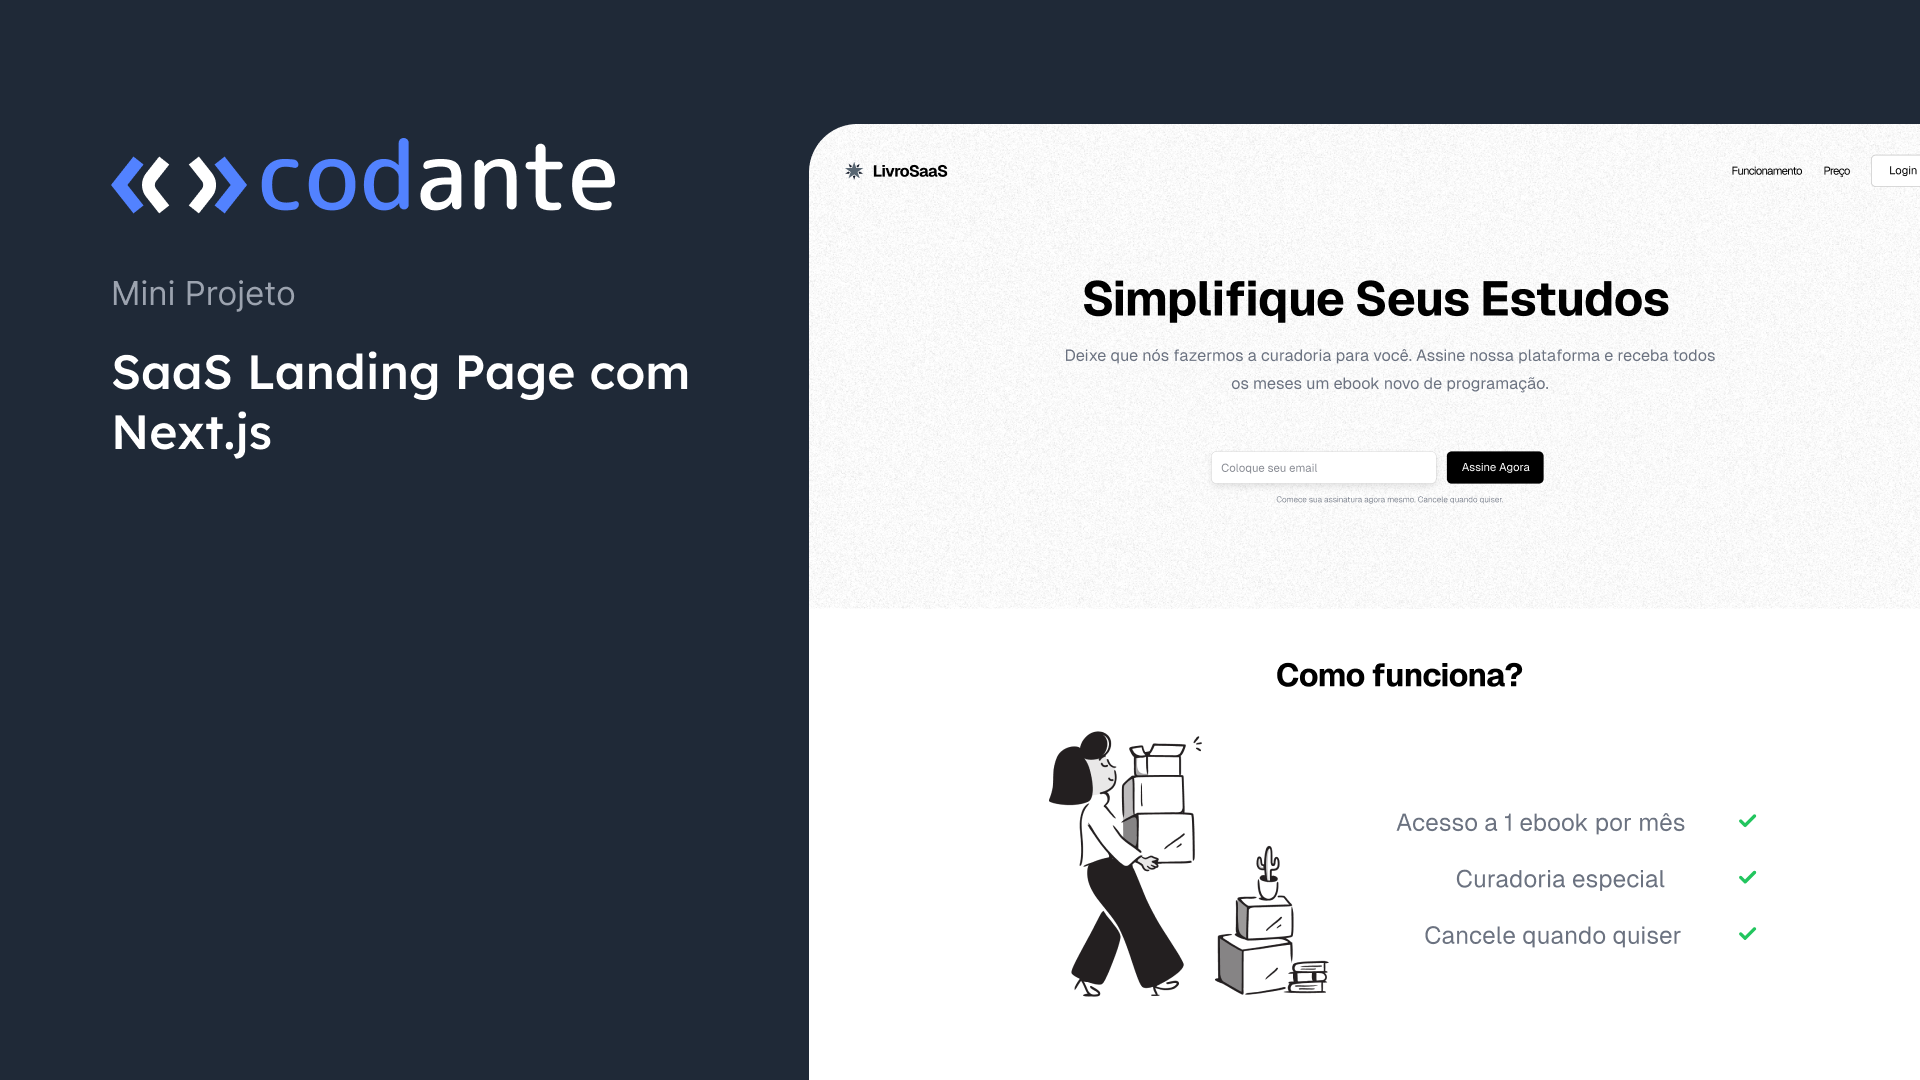 codante
Mini Projeto
SaaS Landing Page com
Next.js
LivroSaaS
Funcionamento
Preço
Login
Simplifique Seus Estudos
Deixe que nós fazermos a curadoria para você. Assine nossa plataforma e receba todos
os meses um ebook novo de programação.
Coloque seu email
Assine Agora
Comece sua assinatura agora mesmo. Cancele quando quiser.
Como funciona?
Acesso a 1 ebook por mês
Curadoria especial
Cancele quando quiser